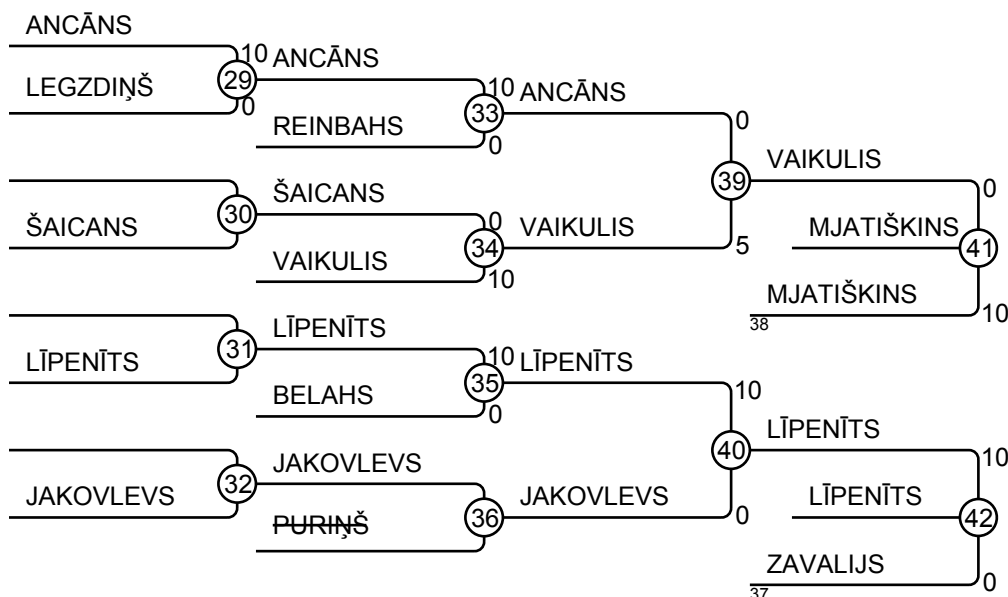 ANCĀNS
10
ANCĀNS
LEGZDIŅŠ
29
0
10
ANCĀNS
REINBAHS
33
0
0
VAIKULIS
39
0
ŠAICANS
30
ŠAICANS
0
VAIKULIS
34
5
MJATIŠKINS
41
VAIKULIS
10
MJATIŠKINS
10
38
LĪPENĪTS
31
LĪPENĪTS
10
LĪPENĪTS
BELAHS
35
0
10
LĪPENĪTS
40
10
JAKOVLEVS
32
JAKOVLEVS
JAKOVLEVS
PURIŅŠ
36
0
LĪPENĪTS
42
ZAVALIJS
0
37